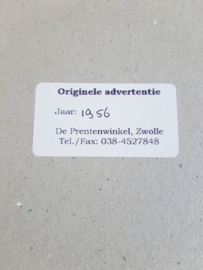 Originele advertentie
Jaar: 1956
De Prentenwinkel, Zwolle
Tel./Fax: 038-4527848